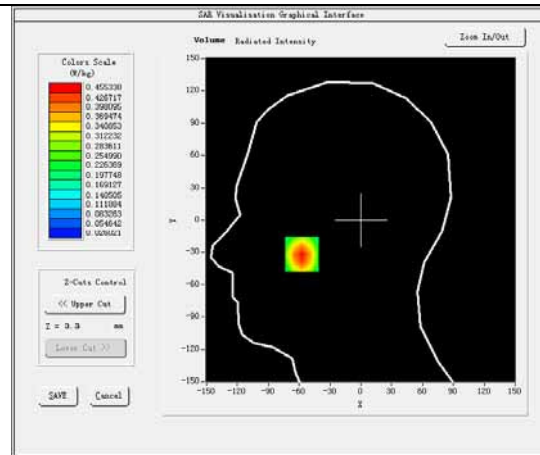 SAR Visualisation Graphical Interface
Volume Radiated Intensity
Zoom In/Out
Colors Scale
(W/kg)
0.455330
0.426717
0.398095
0.369474
0.340853
0.312232
0.283611
0.254990
0.226369
0.197748
0.169127
0.140505
0.111884
0.083263
0.054642
0.026021
Z-Cuts Control
<< Upper Cut
Z = 3.3 mm
Lower Cut >>
SAVE Cancel
150
120
90
60
30
0
-30
-60
-90
-120
-150
Y
-150 -120 -90 -60 -30 0 30 60 90 120 150
X